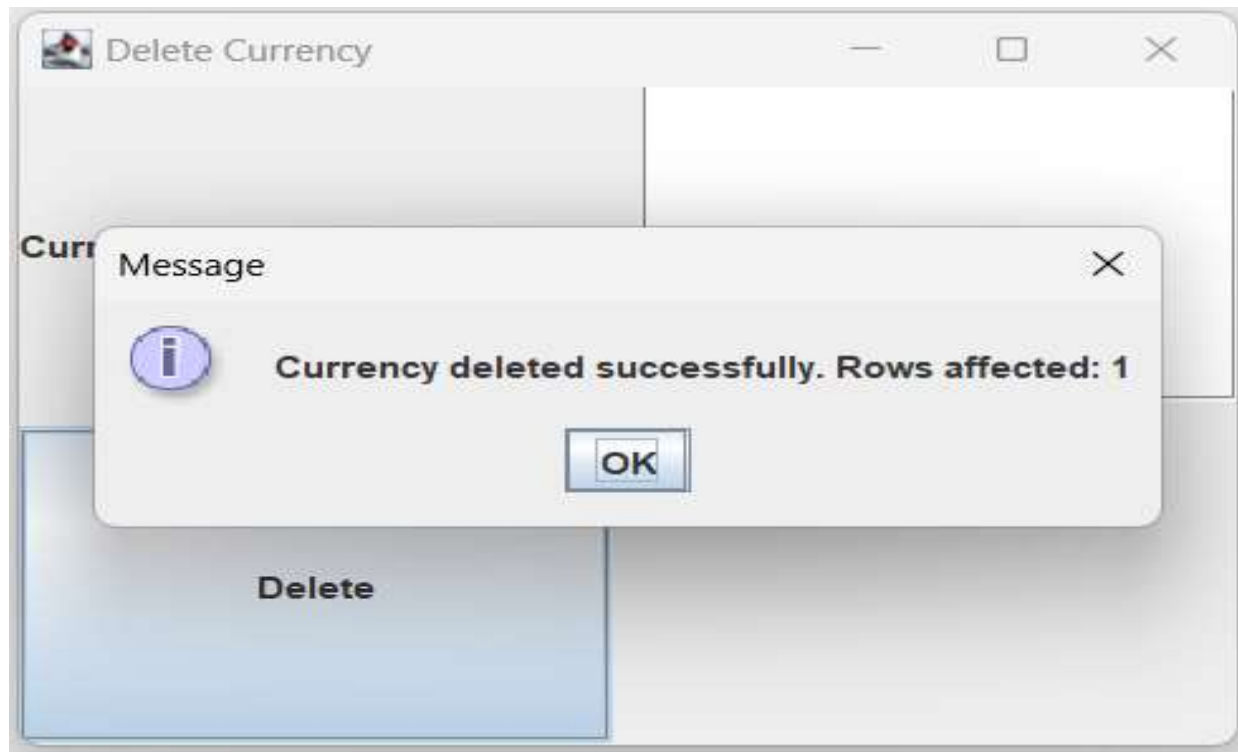 Delete Currency
Curr
Message
Currency deleted successfully. Rows affected: 1
OK
Delete